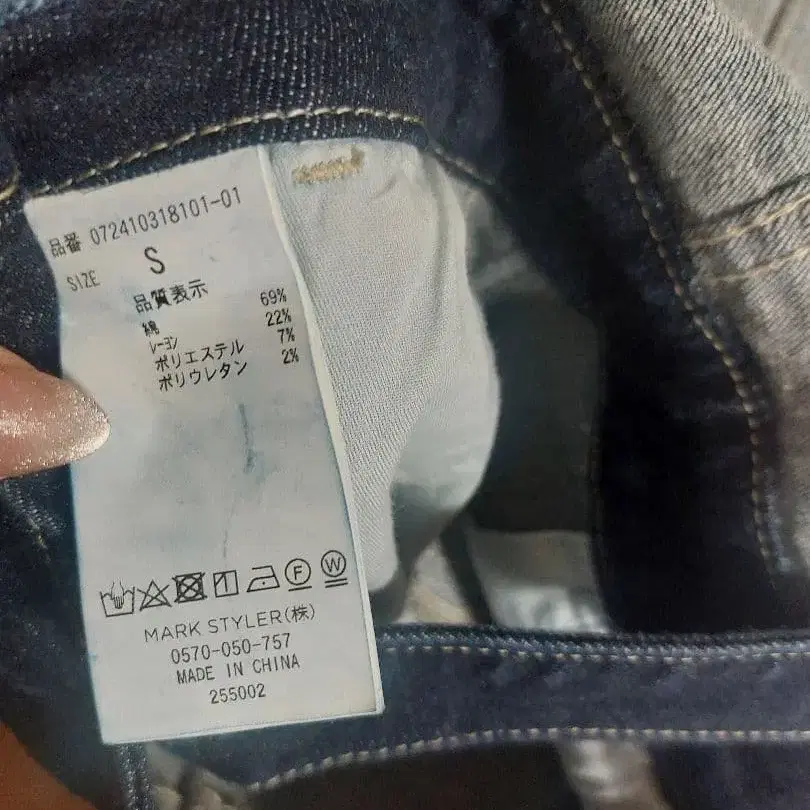 品番 072410318101-01
SIZE S
品質表示
綿 69%
レーヨン 22%
ポリエステル 7%
ポリウレタン 2%
F W
MARK STYLER(株)
0570-050-757
MADE IN CHINA
255002